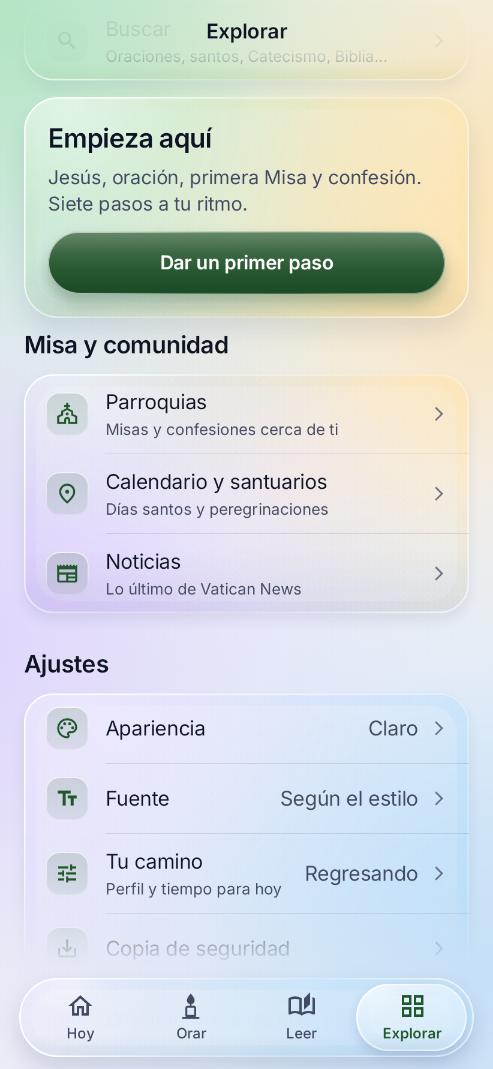 Explorar
Buscar
Oraciones, santos, Catecismo, Biblia...
Empieza aquí
Jesús, oración, primera Misa y confesión.
Siete pasos a tu ritmo.
Dar un primer paso
Misa y comunidad
Parroquias
Misas y confesiones cerca de ti
Calendario y santuarios
Días santos y peregrinaciones
Noticias
Lo último de Vatican News
Ajustes
Apariencia
Claro
Fuente
Según el estilo
Tu camino
Perfil y tiempo para hoy
Regresando
Copia de seguridad
Hoy
Orar
Leer
Explorar